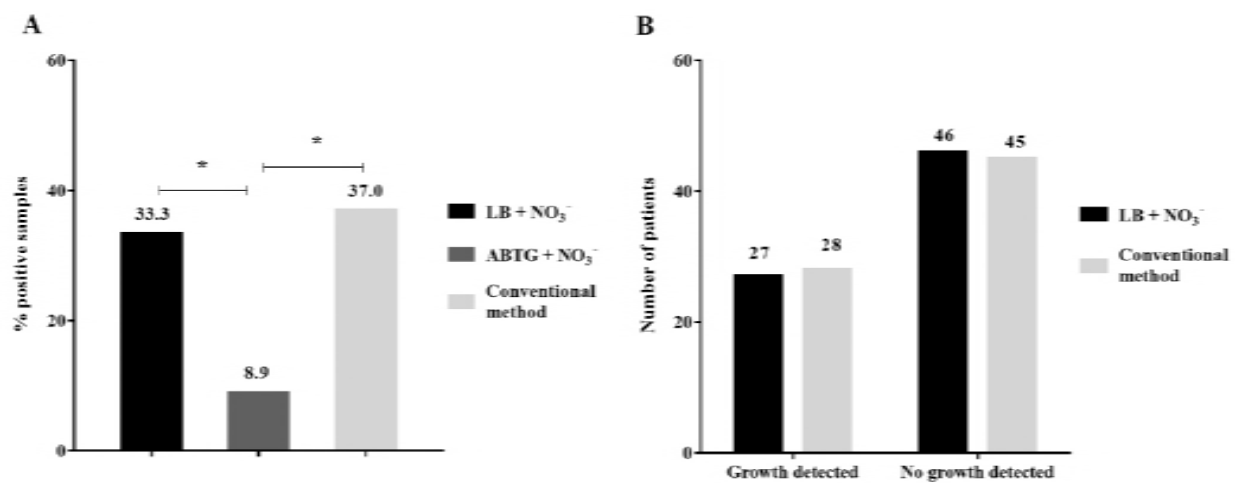 A
% positive samples
60
40
20
0
33.3
*
8.9
*
37.0
LB + NO₃⁻
ABTG + NO₃⁻
Conventional
method
B
Number of patients
60
40
20
0
27
28
46
45
Growth detected
No growth detected
LB + NO₃⁻
Conventional
method